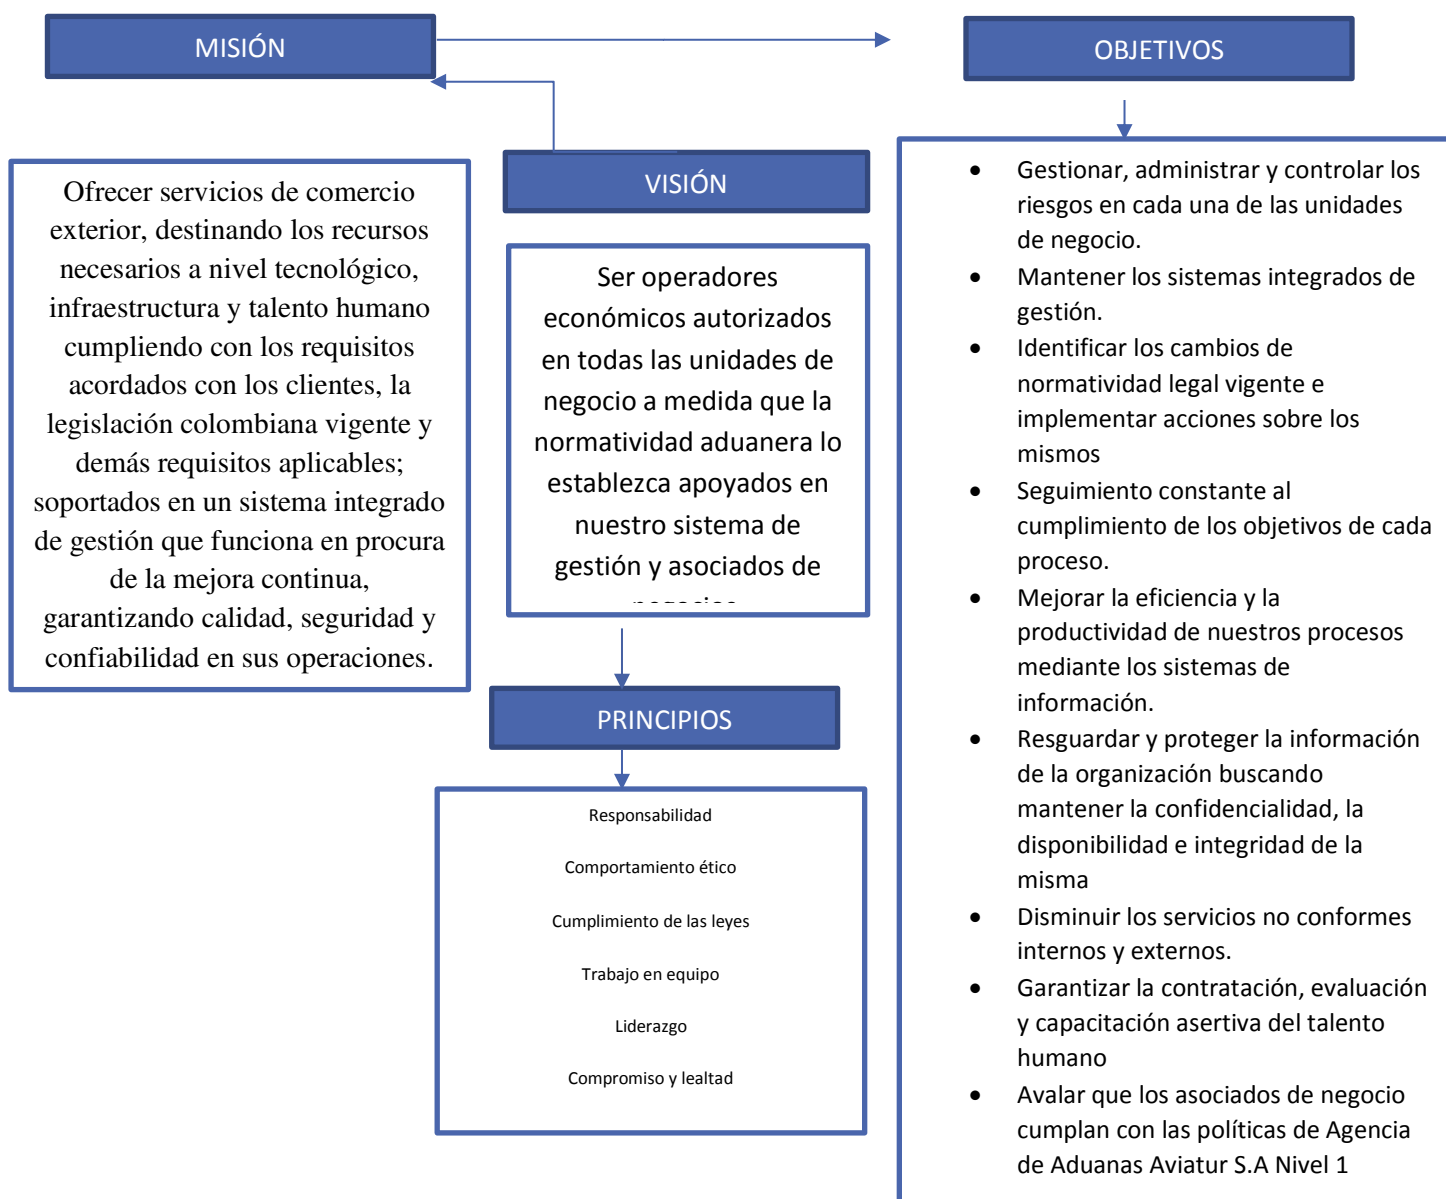 MISIÓN
Ofrecer servicios de comercio
exterior, destinando los recursos
necesarios a nivel tecnológico,
infraestructura y talento humano
cumpliendo con los requisitos
acordados con los clientes, la
legislación colombiana vigente y
demás requisitos aplicables;
soportados en un sistema integrado
de gestión que funciona en procura
de la mejora continua,
garantizando calidad, seguridad y
confiabilidad en sus operaciones.
VISIÓN
Ser operadores
económicos autorizados
en todas las unidades de
negocio a medida que la
normatividad aduanera lo
establezca apoyados en
nuestro sistema de
gestión y asociados de
PRINCIPIOS
Responsabilidad
Comportamiento ético
Cumplimiento de las leyes
Trabajo en equipo
Liderazgo
Compromiso y lealtad
OBJETIVOS
• Gestionar, administrar y controlar los
riesgos en cada una de las unidades
de negocio.
• Mantener los sistemas integrados de
gestión.
• Identificar los cambios de
normatividad legal vigente e
implementar acciones sobre los
mismos
• Seguimiento constante al
cumplimiento de los objetivos de cada
proceso.
• Mejorar la eficiencia y la
productividad de nuestros procesos
mediante los sistemas de
información.
• Resguardar y proteger la información
de la organización buscando
mantener la confidencialidad, la
disponibilidad e integridad de la
misma
• Disminuir los servicios no conformes
internos y externos.
• Garantizar la contratación, evaluación
y capacitación asertiva del talento
humano
• Avalar que los asociados de negocio
cumplan con las políticas de Agencia
de Aduanas Aviatur S.A Nivel 1